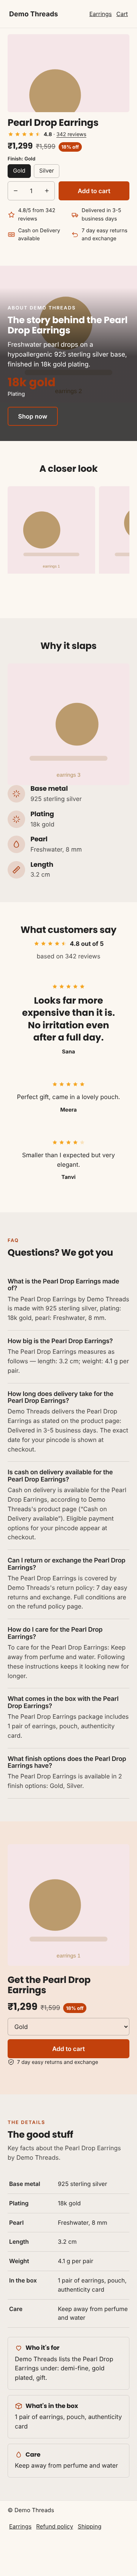 Demo Threads
Earrings Cart
Pearl Drop Earrings
4.8 · 342 reviews
₹1,299 ₹1,599 18% off
Finish: Gold
Gold Silver
− 1 + Add to cart
4.8/5 from 342 reviews
Delivered in 3-5 business days
Cash on Delivery available
7 day easy returns and exchange
ABOUT DEMO THREADS
The story behind the Pearl
Drop Earrings
Freshwater pearl drops on a
hypoallergenic 925 sterling silver base,
finished in 18k gold plating.
18k gold
Plating
Shop now
A closer look
earrings 1
Why it slaps
earrings 3
Base metal
925 sterling silver
Plating
18k gold
Pearl
Freshwater, 8 mm
Length
3.2 cm
What customers say
4.8 out of 5
based on 342 reviews
Looks far more
expensive than it is.
No irritation even
after a full day.
Sana
Perfect gift, came in a lovely pouch.
Meera
Smaller than I expected but very
elegant.
Tanvi
FAQ
Questions? We got you
What is the Pearl Drop Earrings made
of?
The Pearl Drop Earrings by Demo Threads
is made with 925 sterling silver, plating:
18k gold, pearl: Freshwater, 8 mm.
How big is the Pearl Drop Earrings?
The Pearl Drop Earrings measures as
follows — length: 3.2 cm; weight: 4.1 g per
pair.
How long does delivery take for the
Pearl Drop Earrings?
Demo Threads delivers the Pearl Drop
Earrings as stated on the product page:
Delivered in 3-5 business days. The exact
date for your pincode is shown at
checkout.
Is cash on delivery available for the
Pearl Drop Earrings?
Cash on delivery is available for the Pearl
Drop Earrings, according to Demo
Threads's product page ("Cash on
Delivery available"). Eligible payment
options for your pincode appear at
checkout.
Can I return or exchange the Pearl Drop
Earrings?
The Pearl Drop Earrings is covered by
Demo Threads's return policy: 7 day easy
returns and exchange. Full conditions are
on the refund policy page.
How do I care for the Pearl Drop
Earrings?
To care for the Pearl Drop Earrings: Keep
away from perfume and water. Following
these instructions keeps it looking new for
longer.
What comes in the box with the Pearl
Drop Earrings?
The Pearl Drop Earrings package includes
1 pair of earrings, pouch, authenticity
card.
What finish options does the Pearl Drop
Earrings have?
The Pearl Drop Earrings is available in 2
finish options: Gold, Silver.
earrings 1
Get the Pearl Drop
Earrings
₹1,299 ₹1,599 18% off
Gold
Add to cart
7 day easy returns and exchange
THE DETAILS
The good stuff
Key facts about the Pearl Drop Earrings
by Demo Threads.
Base metal 925 sterling silver
Plating 18k gold
Pearl Freshwater, 8 mm
Length 3.2 cm
Weight 4.1 g per pair
In the box 1 pair of earrings, pouch,
authenticity card
Care Keep away from perfume
and water
Who it's for
Demo Threads lists the Pearl Drop
Earrings under: demi-fine, gold
plated, gift.
What's in the box
1 pair of earrings, pouch, authenticity
card
Care
Keep away from perfume and water
© Demo Threads
Earrings Refund policy Shipping